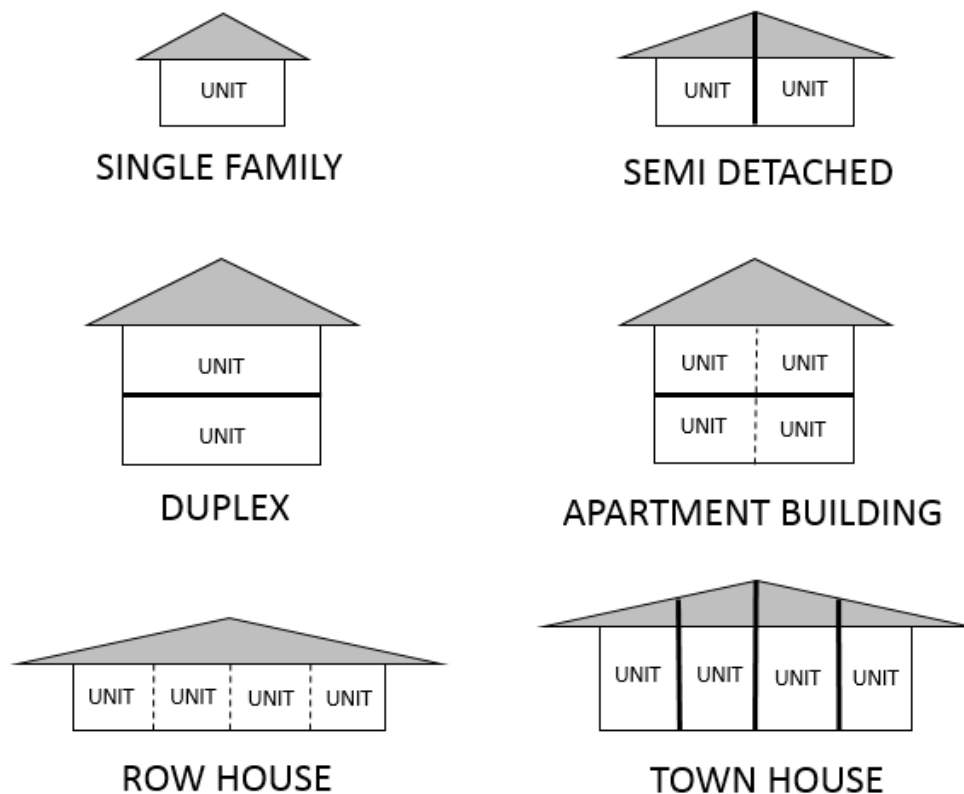 UNIT
SINGLE FAMILY
UNIT UNIT
SEMI DETACHED
UNIT
UNIT
DUPLEX
UNIT UNIT
UNIT UNIT
APARTMENT BUILDING
UNIT UNIT UNIT UNIT
ROW HOUSE
UNIT UNIT UNIT UNIT
TOWN HOUSE